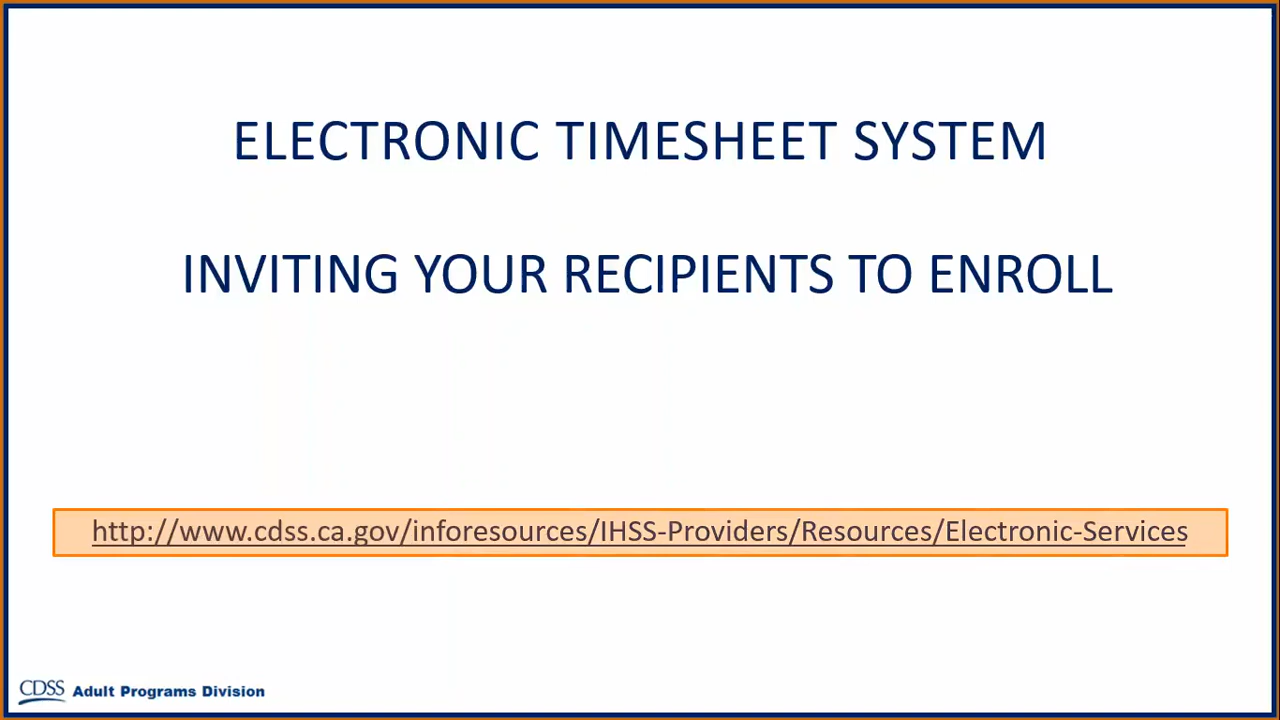 ELECTRONIC TIMESHEET SYSTEM
INVITING YOUR RECIPIENTS TO ENROLL
http://www.cdss.ca.gov/inforesources/IHSS-Providers/Resources/Electronic-Services
CDSS Adult Programs Division